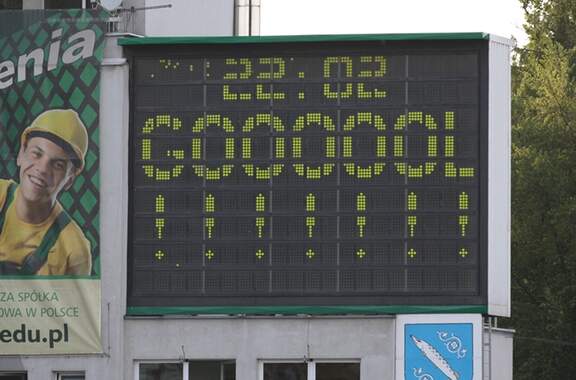 enia
22:02
GOOOOOL
!!!!!!!
ZA SPÓŁKA
OWA W POLSCE
edu.pl